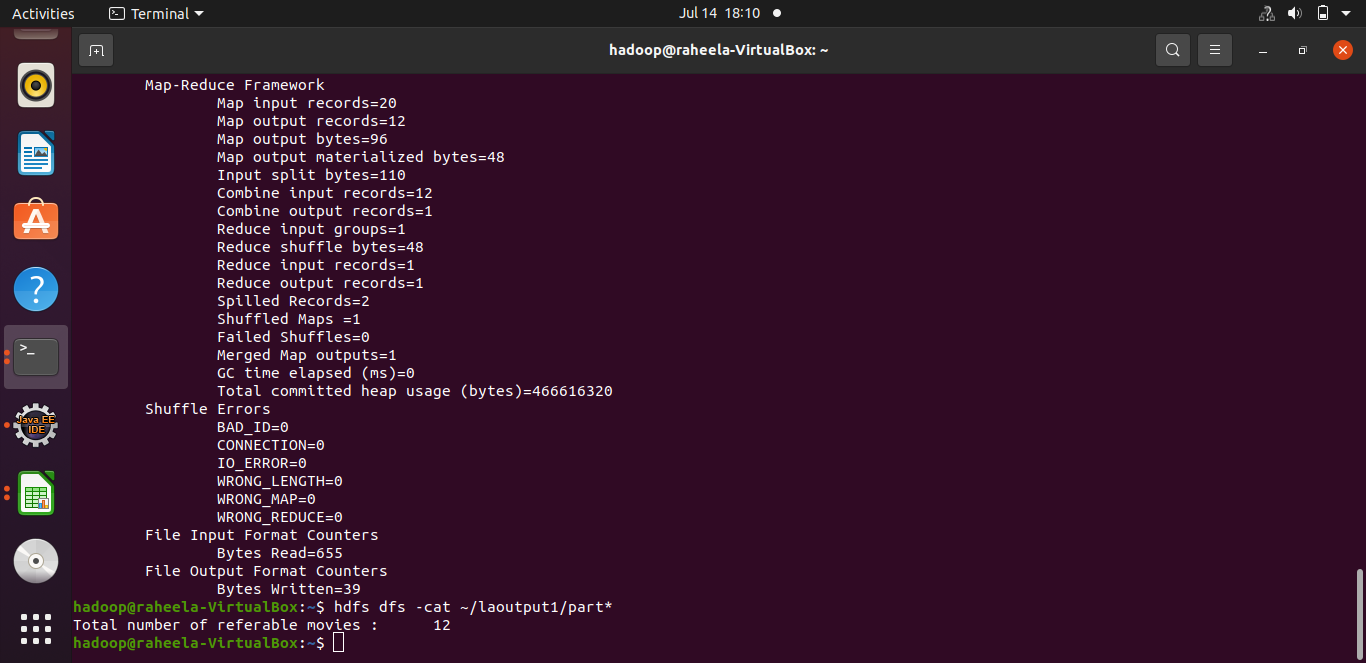 Activities
Terminal
Jul 14 18:10
hadoop@raheela-VirtualBox: ~
Map-Reduce Framework
Map input records=20
Map output records=12
Map output bytes=96
Map output materialized bytes=48
Input split bytes=110
Combine input records=12
Combine output records=1
Reduce input groups=1
Reduce shuffle bytes=48
Reduce input records=1
Reduce output records=1
Spilled Records=2
Shuffled Maps =1
Failed Shuffles=0
Merged Map outputs=1
GC time elapsed (ms)=0
Total committed heap usage (bytes)=466616320
Shuffle Errors
BAD_ID=0
CONNECTION=0
IO_ERROR=0
WRONG_LENGTH=0
WRONG_MAP=0
WRONG_REDUCE=0
File Input Format Counters
Bytes Read=655
File Output Format Counters
Bytes Written=39
hadoop@raheela-VirtualBox:~$ hdfs dfs -cat ~/laoutput1/part*
Total number of referable movies :      12
hadoop@raheela-VirtualBox:~$
Java EE
IDE